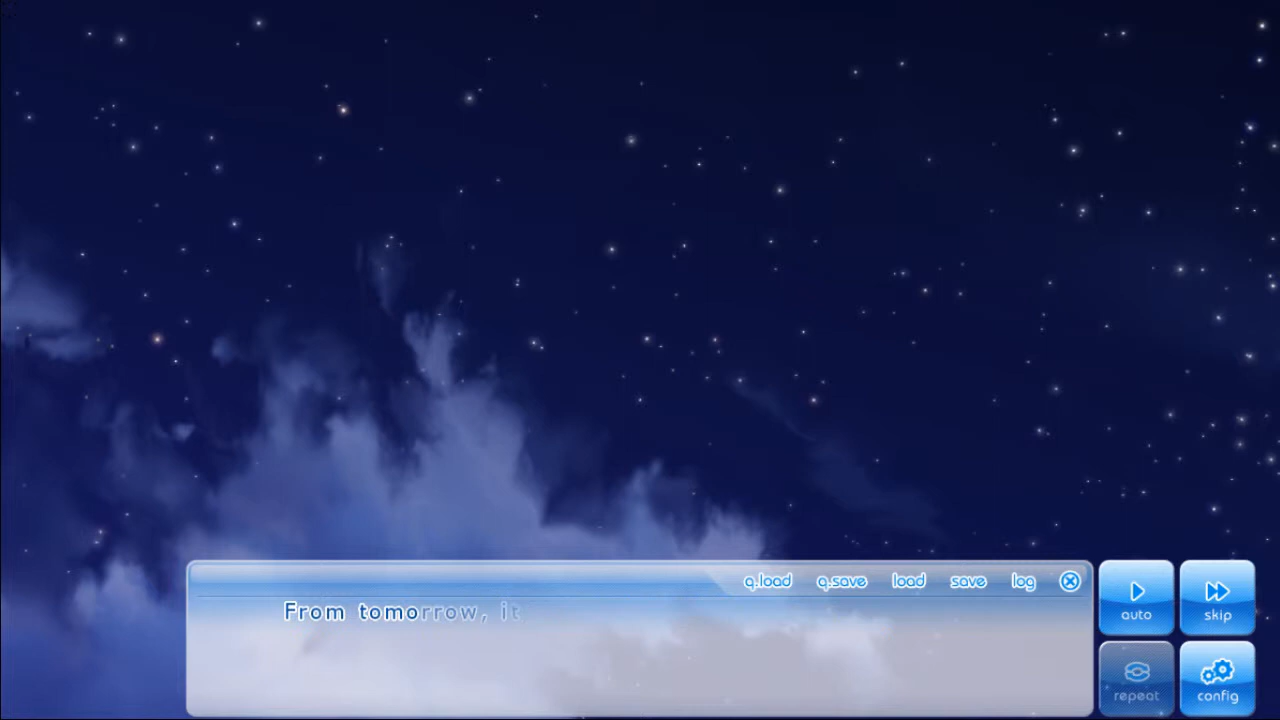 q.load q.save load save log
From tomorrow, it
auto
skip
repeat
config